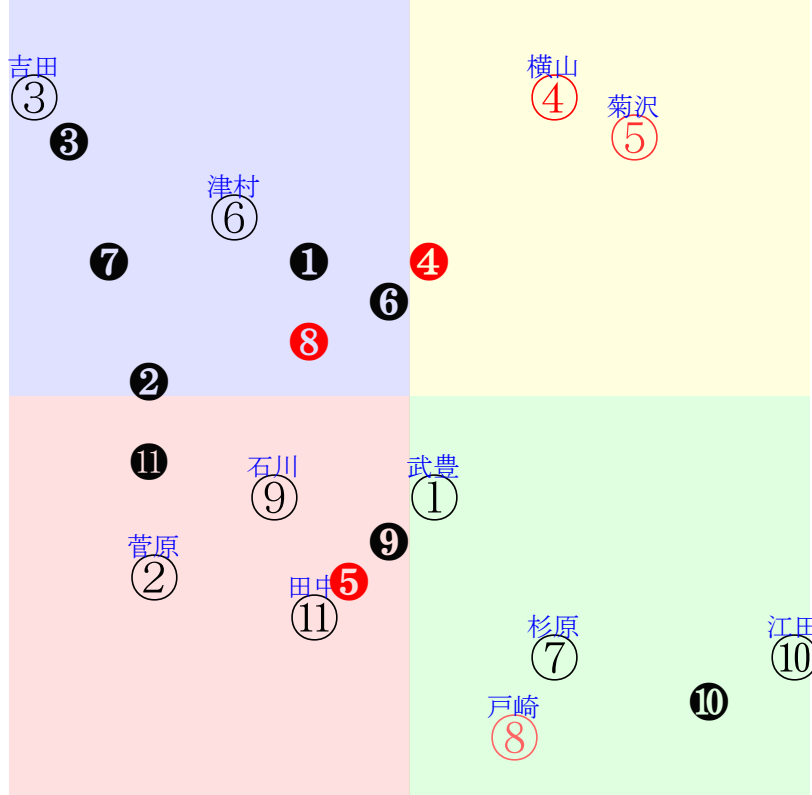 吉田
③
横山
④
菊沢
⑤
❸
津村
⑥
❼
❶
❹
❻
❽
❷
⓫
石川
⑨
武豊
①
菅原
②
❾
田中
❺
⑪
杉原
⑦
江田
⑩
❿
戸崎
⑧